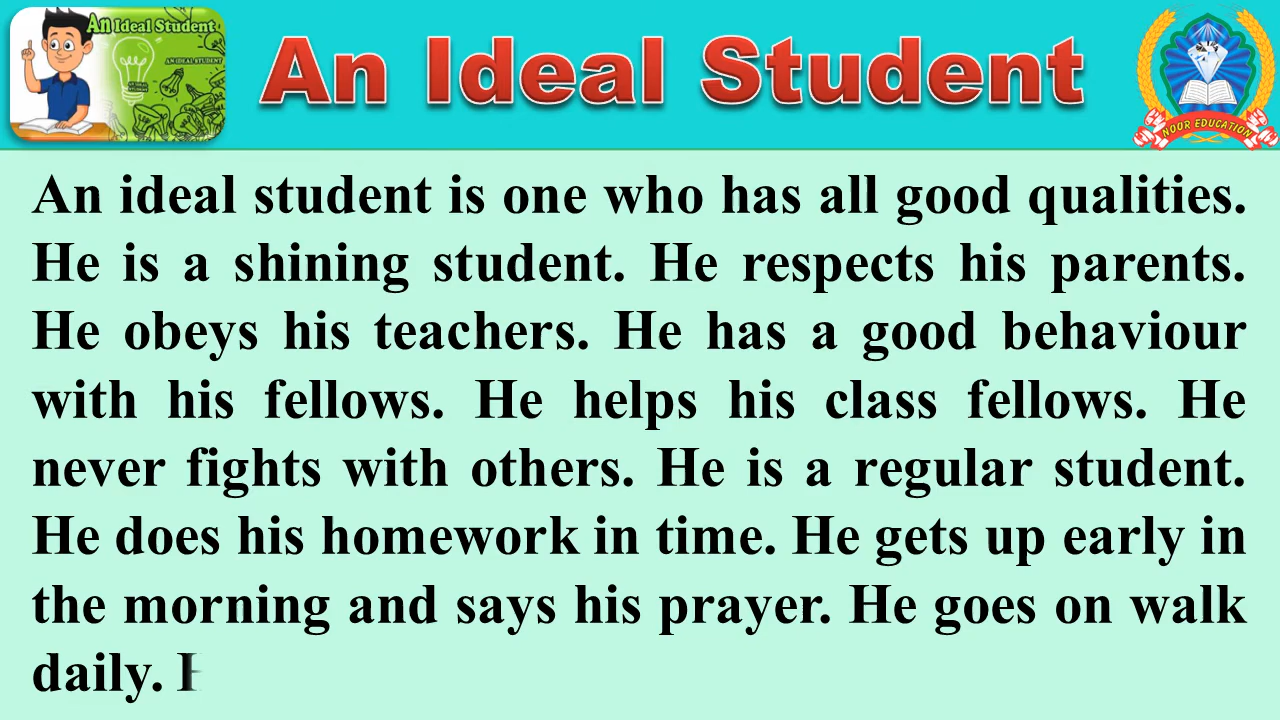 An Ideal Student
AN IDEAL STUDENT
An Ideal Student
NOOR EDUCATION
An ideal student is one who has all good qualities.
He is a shining student. He respects his parents.
He obeys his teachers. He has a good behaviour
with his fellows. He helps his class fellows. He
never fights with others. He is a regular student.
He does his homework in time. He gets up early in
the morning and says his prayer. He goes on walk
daily.